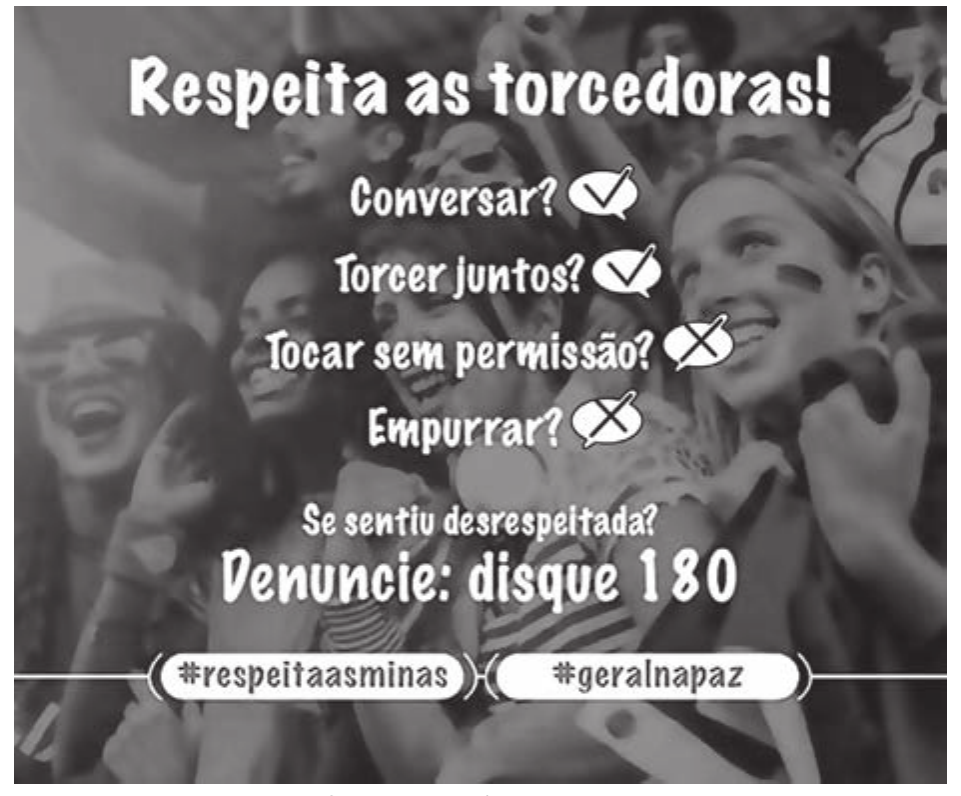 Respeita as torcedoras!
Conversar?
Torcer juntos?
Tocar sem permissão?
Empurrar?
Se sentiu desrespeitada?
Denuncie: disque 180
#respeitaasminas #geralnapaz